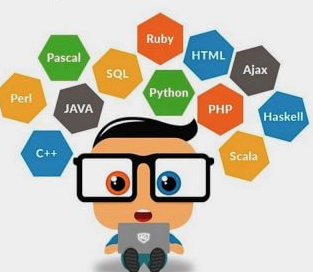 Ruby
HTML
Pascal
SQL
Ajax
Python
Perl
JAVA
PHP
Haskell
C++
Scala